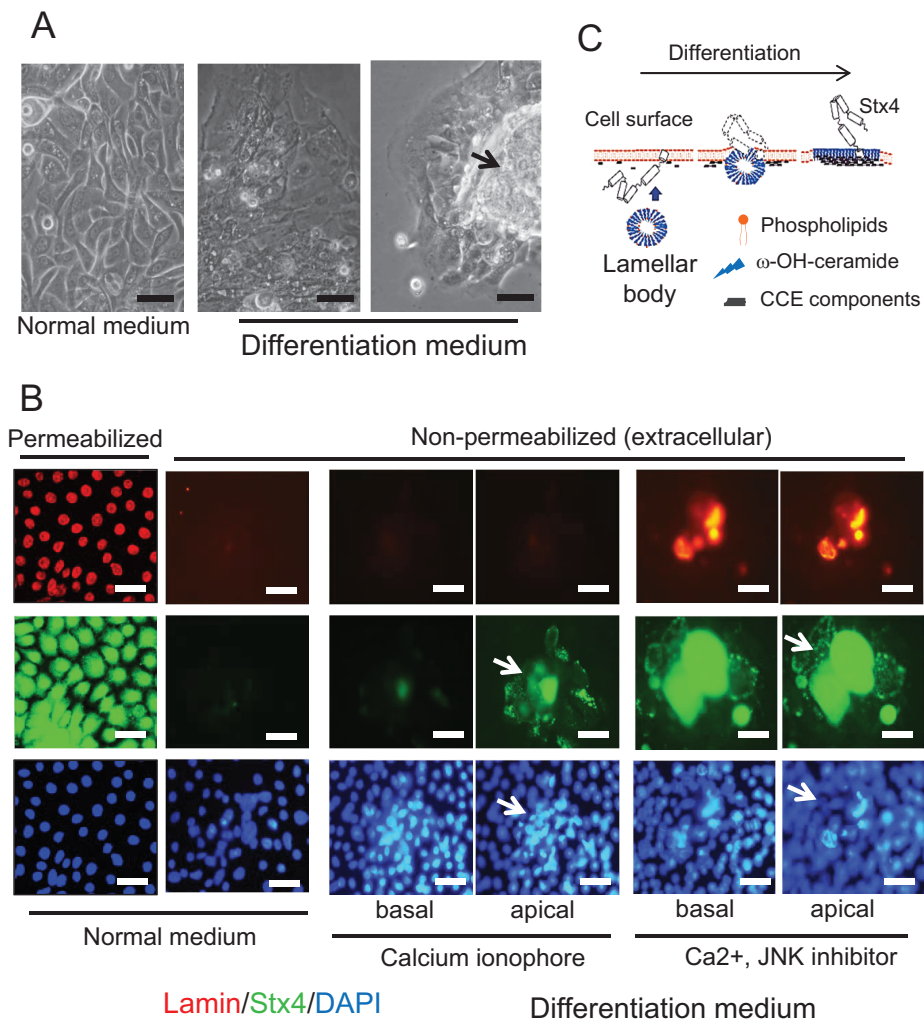 A
Normal medium
Differentiation medium
C
Differentiation
Stx4
Cell surface
Lamellar
body
Phospholipids
ω-OH-ceramide
CCE components
B
Permeabilized
Non-permeabilized (extracellular)
basal
apical
basal
apical
Normal medium
Calcium ionophore
Ca2+, JNK inhibitor
Lamin/Stx4/DAPI
Differentiation medium